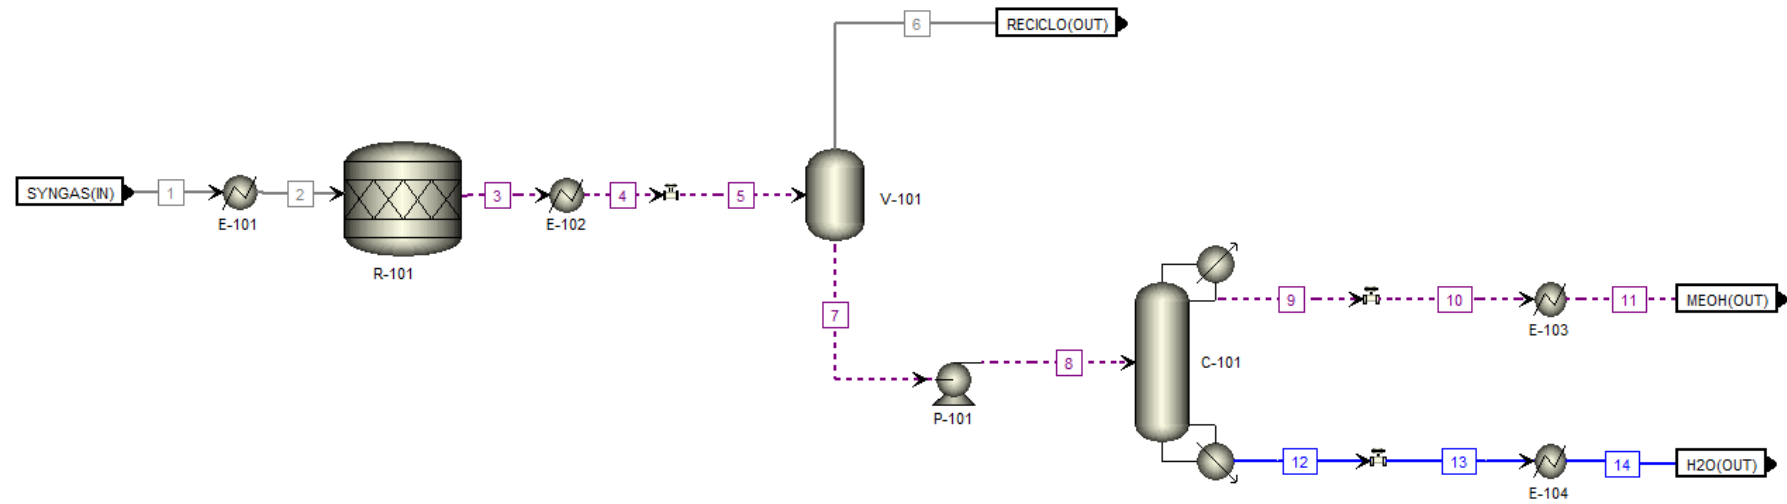 6
RECICLO(OUT)
SYNGAS(IN)
1
E-101
2
R-101
3
E-102
4
5
V-101
7
P-101
8
C-101
9
10
E-103
11
MEOH(OUT)
12
13
E-104
14
H2O(OUT)